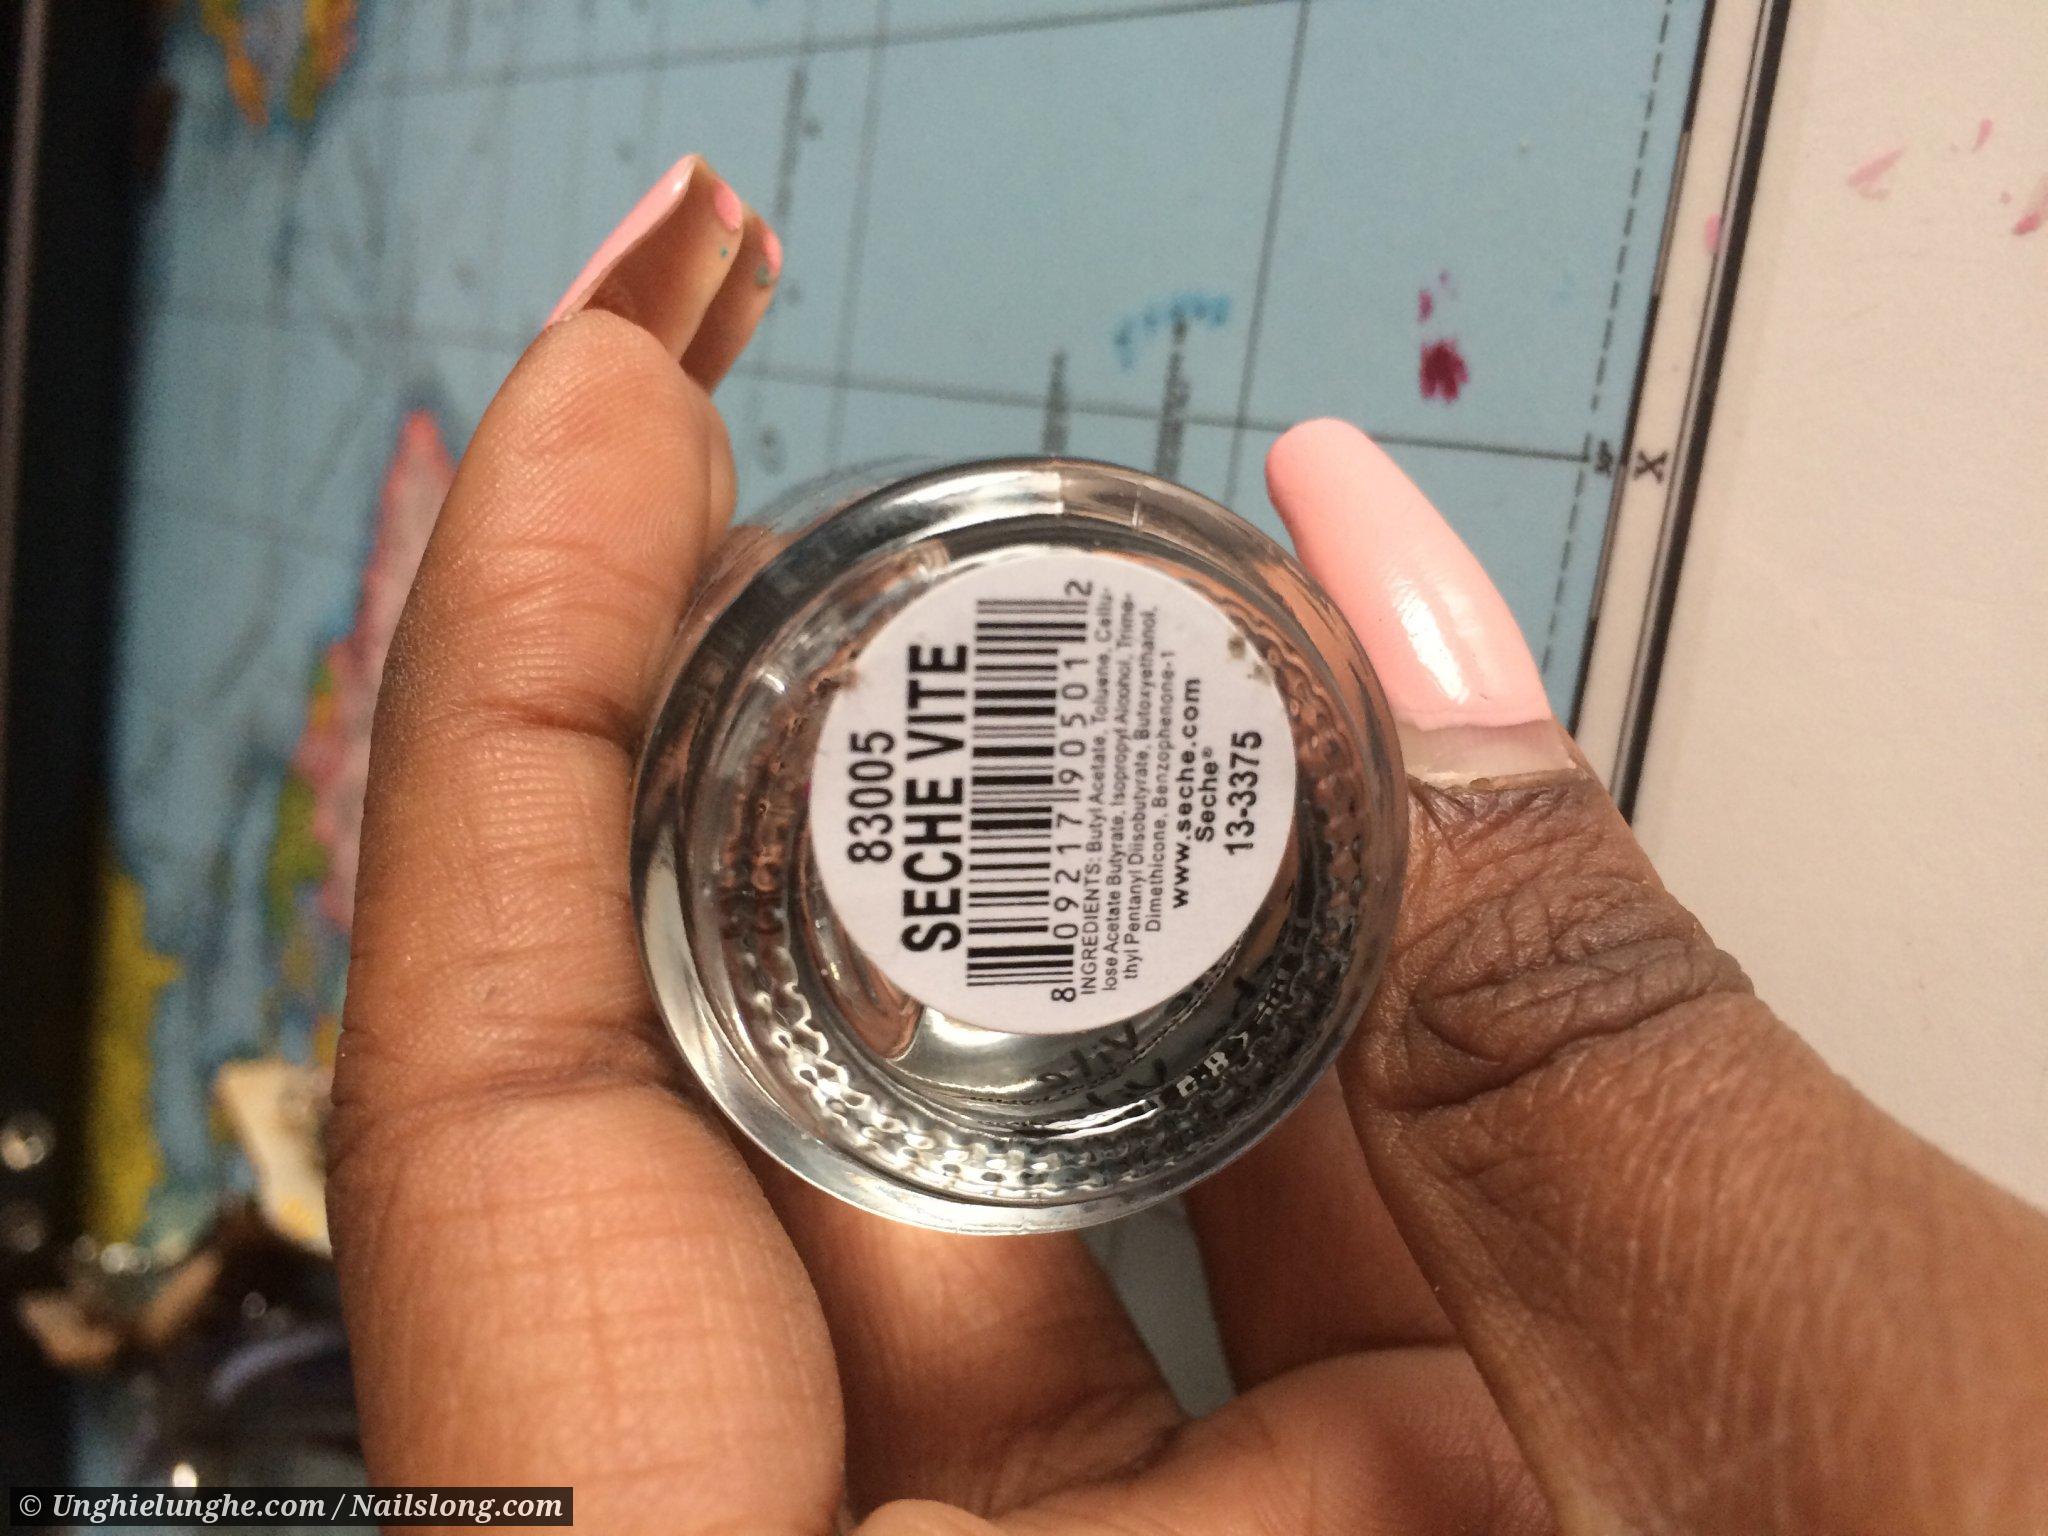 83005
SECHE VITE
8 09217 90501 2
INGREDIENTS: Butyl Acetate, Toluene, Cellu-
lose Acetate Butyrate, Isopropyl Alcohol, Trime-
thyl Pentanyl Diisobutyrate, Butoxyethanol,
Dimethicone, Benzophenone-1
www.seche.com
Seche®
13-3375
X
© Unghielunghe.com / Nailslong.com